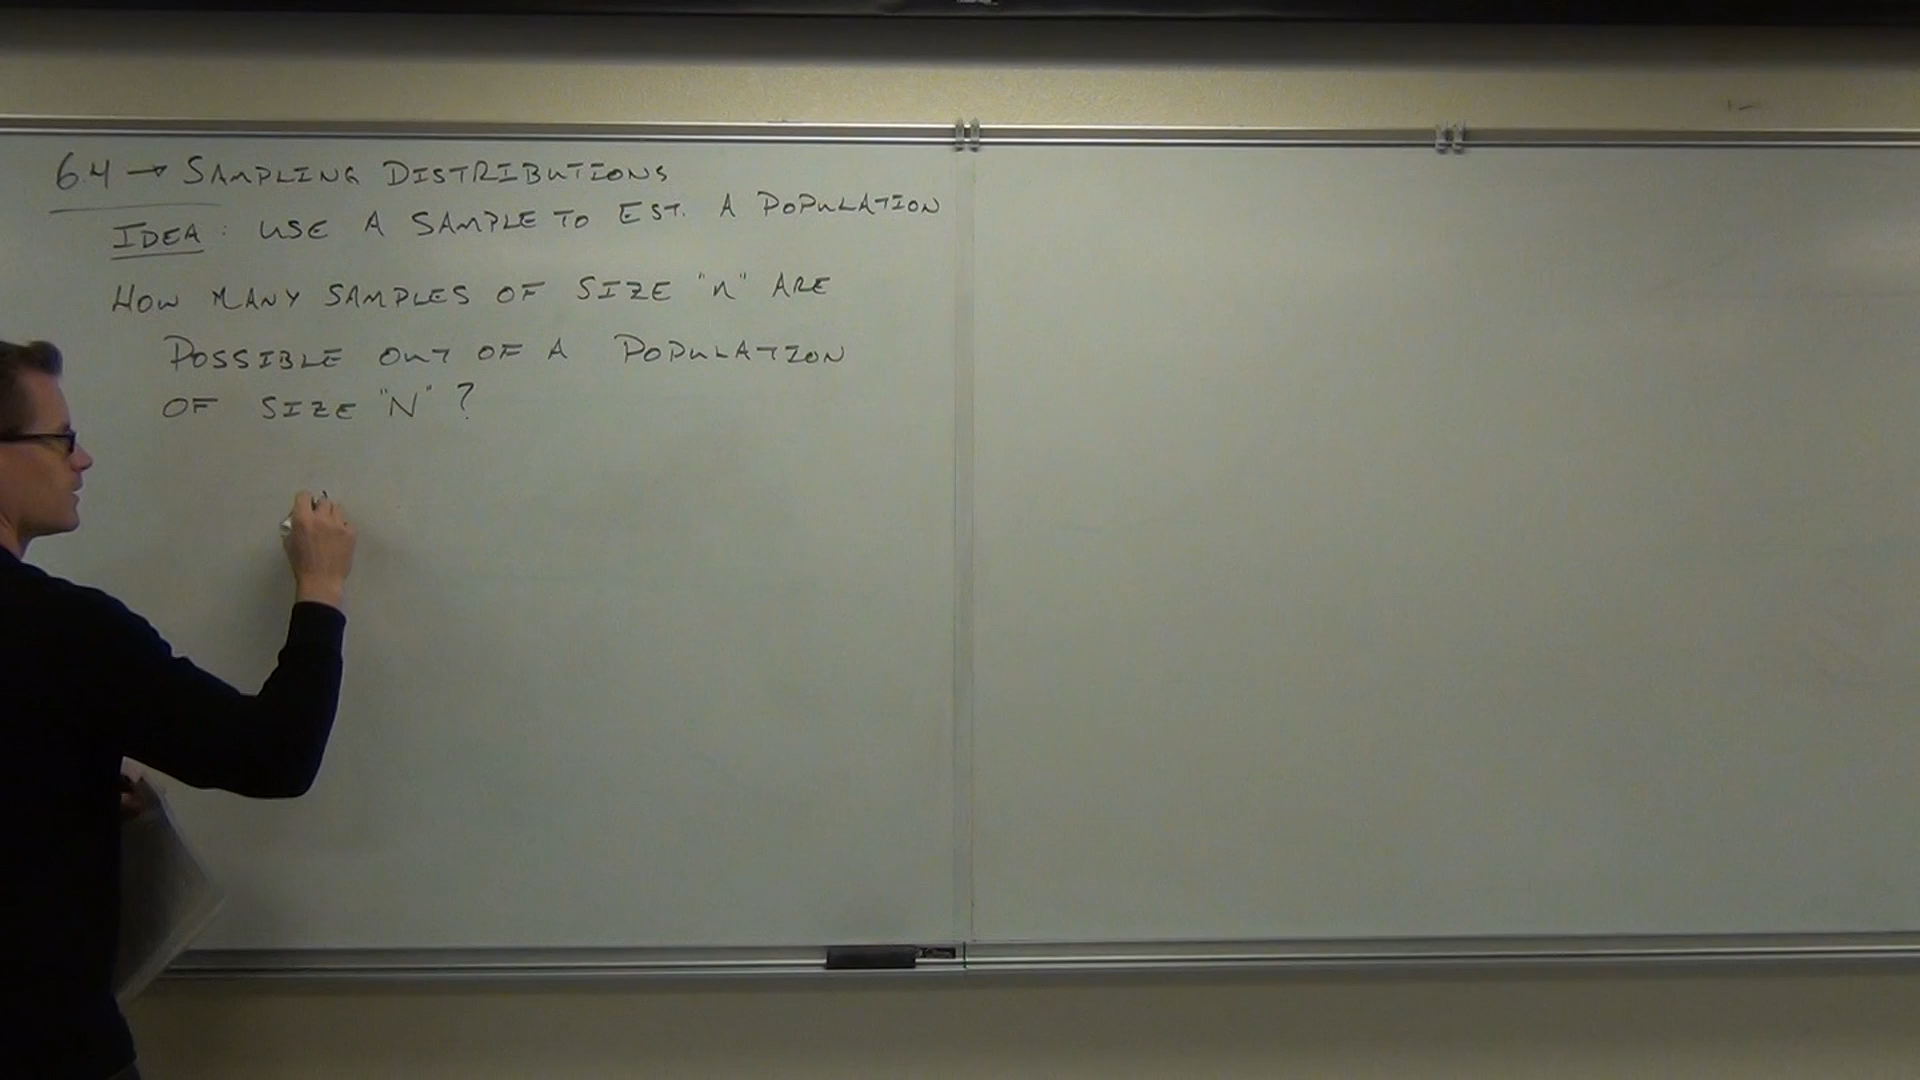 6.4 → SAMPLING DISTRIBUTIONS
IDEA: USE A SAMPLE TO EST. A POPULATION
HOW MANY SAMPLES OF SIZE "n" ARE
POSSIBLE OUT OF A POPULATION
OF SIZE "N"?